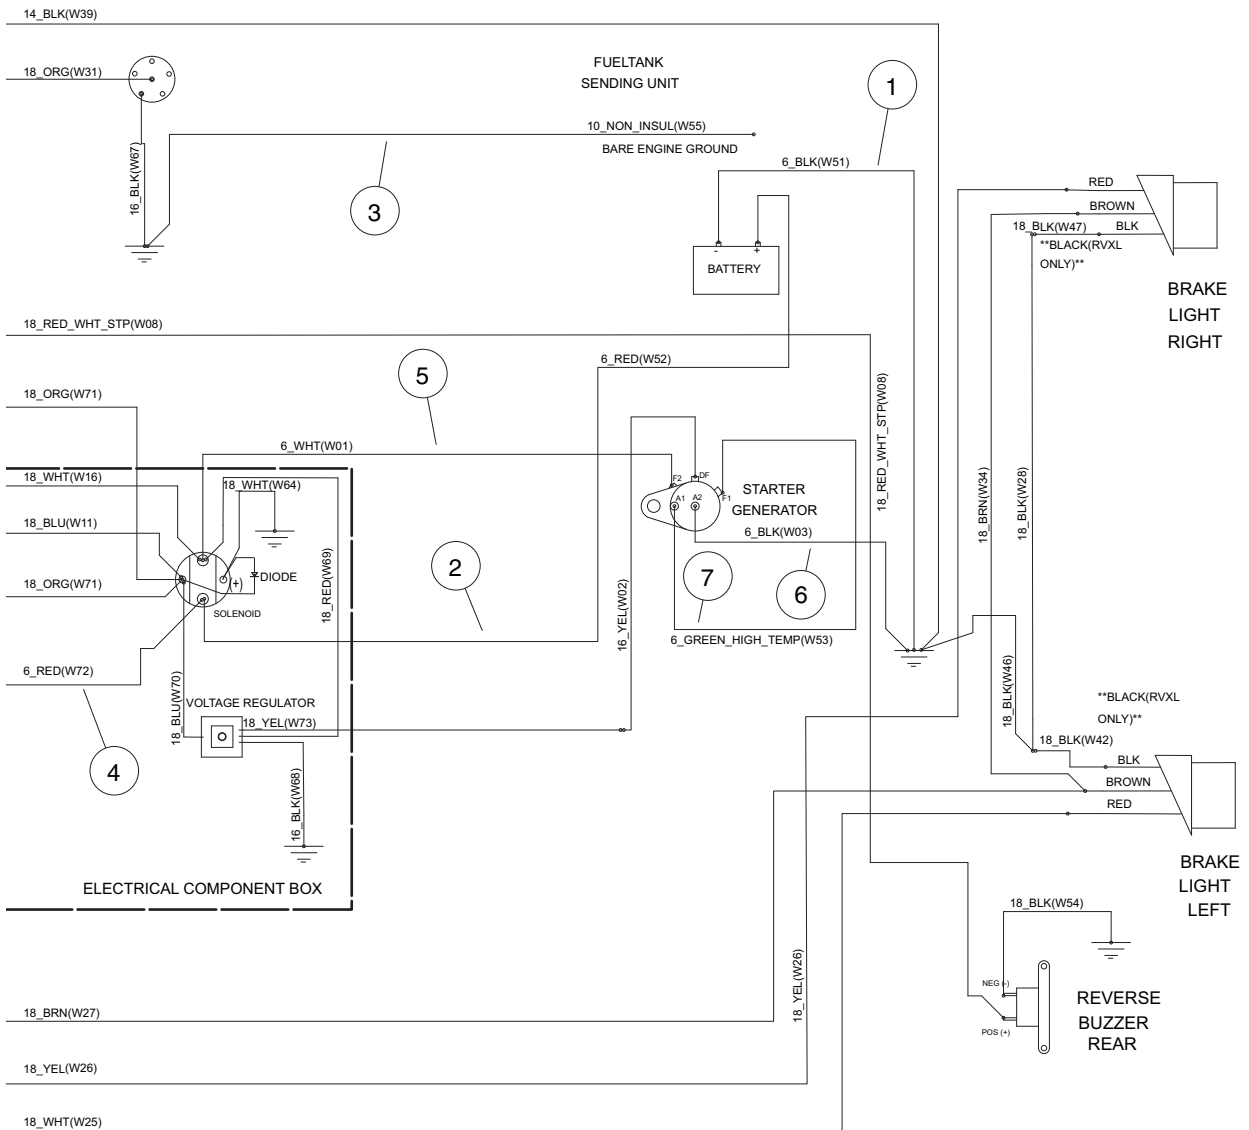 14_BLK(W39)
FUELTANK
SENDING UNIT
18_ORG(W31)
1
10_NON_INSUL(W55)
BARE ENGINE GROUND
6_BLK(W51)
16_BLK(W67)
3
RED
BROWN
18_BLK(W47)
BLK
**BLACK(RVXL
ONLY)**
- +
BATTERY
BRAKE
LIGHT
RIGHT
18_RED_WHT_STP(W08)
6_RED(W52)
5
18_ORG(W71)
18_RED_WHT_STP(W08)
6_WHT(W01)
18_WHT(W16)
18_WHT(W64)
F2
DF
A1
A2
F1
STARTER
GENERATOR
18_BRN(W34)
18_BLK(W28)
18_BLU(W11)
6_BLK(W03)
2
7
6
18_ORG(W71)
(+)
DIODE
SOLENOID
18_RED(W69)
16_YEL(W02)
6_GREEN_HIGH_TEMP(W53)
6_RED(W72)
18_BLU(W70)
VOLTAGE REGULATOR
18_YEL(W73)
18_BLK(W46)
**BLACK(RVXL
ONLY)**
18_BLK(W42)
BLK
BROWN
RED
4
16_BLK(W68)
BRAKE
LIGHT
LEFT
ELECTRICAL COMPONENT BOX
18_BLK(W54)
18_YEL(W26)
NEG (-)
POS (+)
REVERSE
BUZZER
REAR
18_BRN(W27)
18_YEL(W26)
18_WHT(W25)